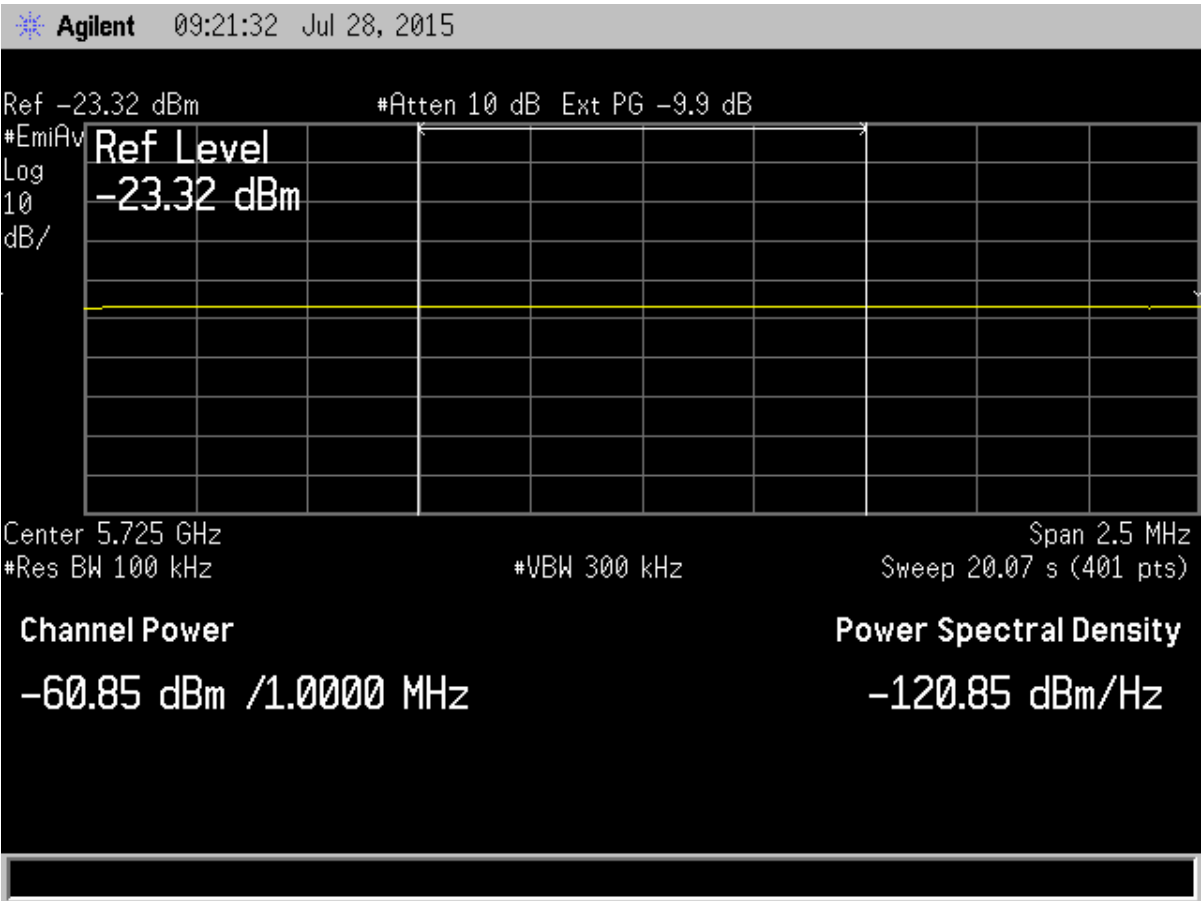 Agilent 09:21:32 Jul 28, 2015
Ref −23.32 dBm #Atten 10 dB Ext PG −9.9 dB
#EmiAv
Log
10
dB/
Ref Level
−23.32 dBm
Center 5.725 GHz Span 2.5 MHz
#Res BW 100 kHz #VBW 300 kHz Sweep 20.07 s (401 pts)
Channel Power Power Spectral Density
−60.85 dBm /1.0000 MHz −120.85 dBm/Hz